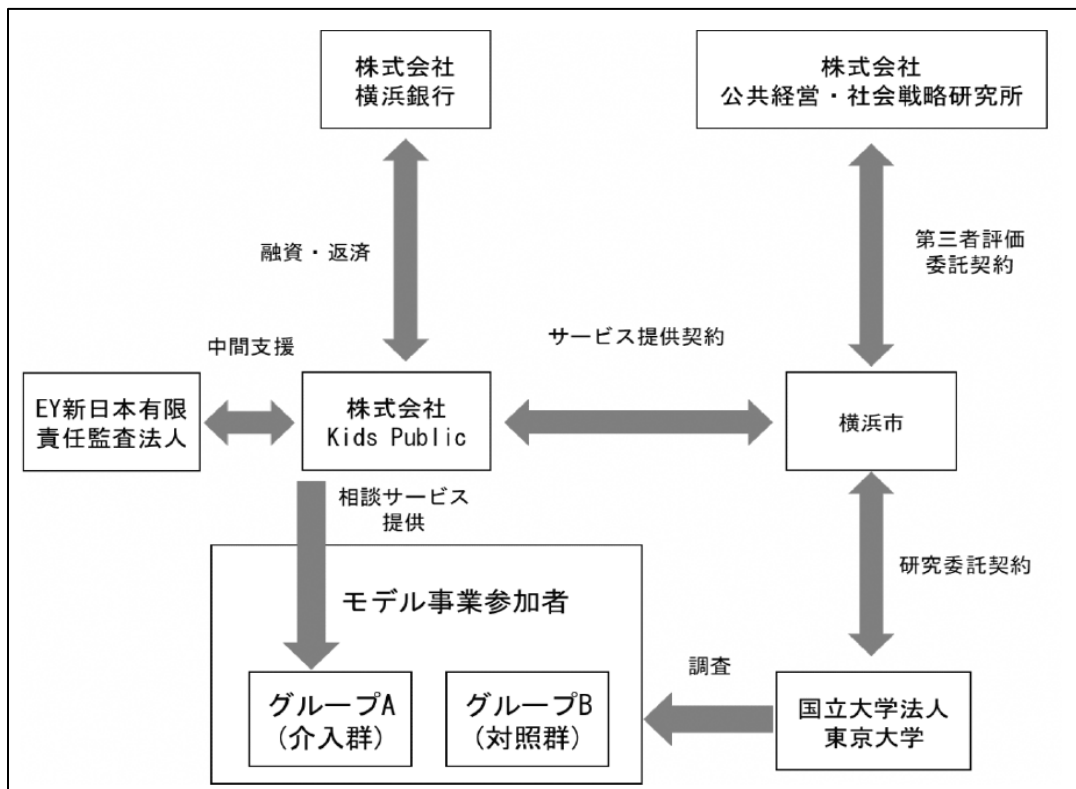 株式会社
横浜銀行
株式会社
公共経営・社会戦略研究所
融資・返済
第三者評価
委託契約
中間支援
サービス提供契約
EY新日本有限
責任監査法人
株式会社
Kids Public
横浜市
相談サービス
提供
研究委託契約
モデル事業参加者
調査
グループA
(介入群)
グループB
(対照群)
国立大学法人
東京大学